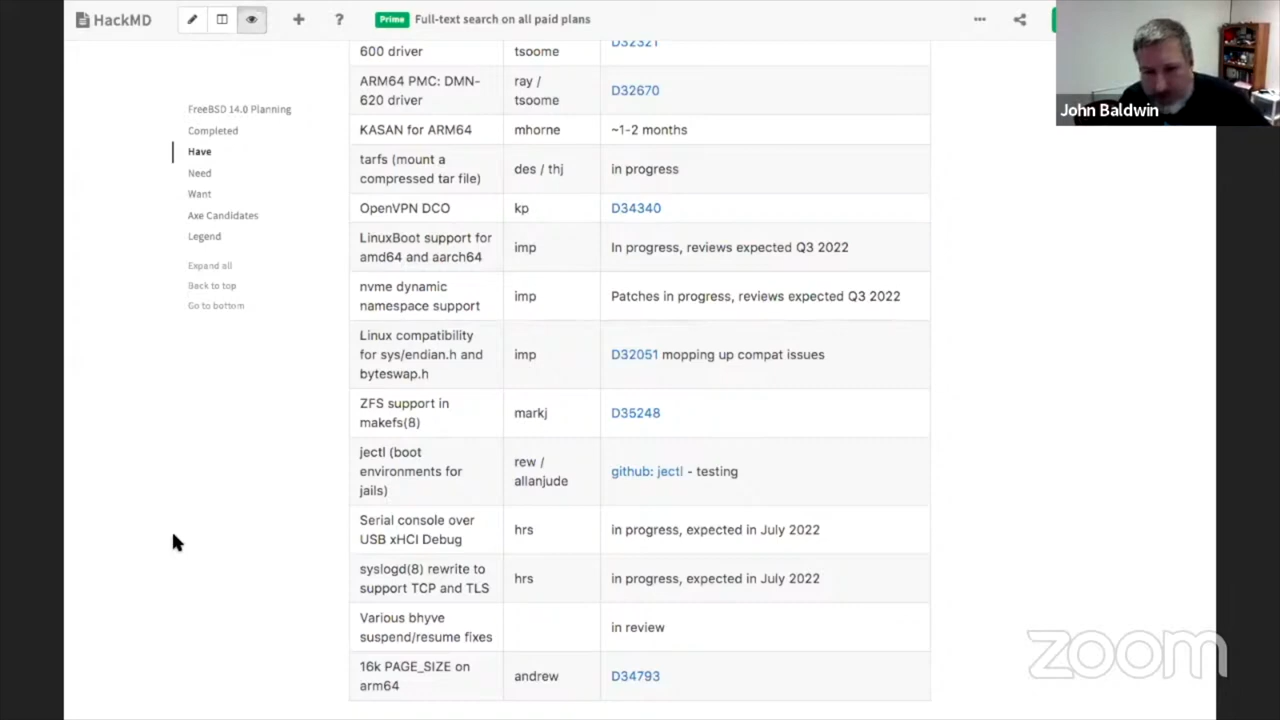 HackMD
Prime Full-text search on all paid plans
John Baldwin
FreeBSD 14.0 Planning
Completed
Have
Need
Want
Axe Candidates
Legend
Expand all
Back to top
Go to bottom
600 driver
tsoome
D32321
ARM64 PMC: DMN-
620 driver
ray /
tsoome
D32670
KASAN for ARM64
mhorne
~1-2 months
tarfs (mount a
compressed tar file)
des / thj
in progress
OpenVPN DCO
kp
D34340
LinuxBoot support for
amd64 and aarch64
imp
In progress, reviews expected Q3 2022
nvme dynamic
namespace support
imp
Patches in progress, reviews expected Q3 2022
Linux compatibility
for sys/endian.h and
byteswap.h
imp
D32051 mopping up compat issues
ZFS support in
makefs(8)
markj
D35248
jectl (boot
environments for
jails)
rew /
allanjude
github: jectl - testing
Serial console over
USB xHCI Debug
hrs
in progress, expected in July 2022
syslogd(8) rewrite to
support TCP and TLS
hrs
in progress, expected in July 2022
Various bhyve
suspend/resume fixes
in review
16k PAGE_SIZE on
arm64
andrew
D34793
zoom